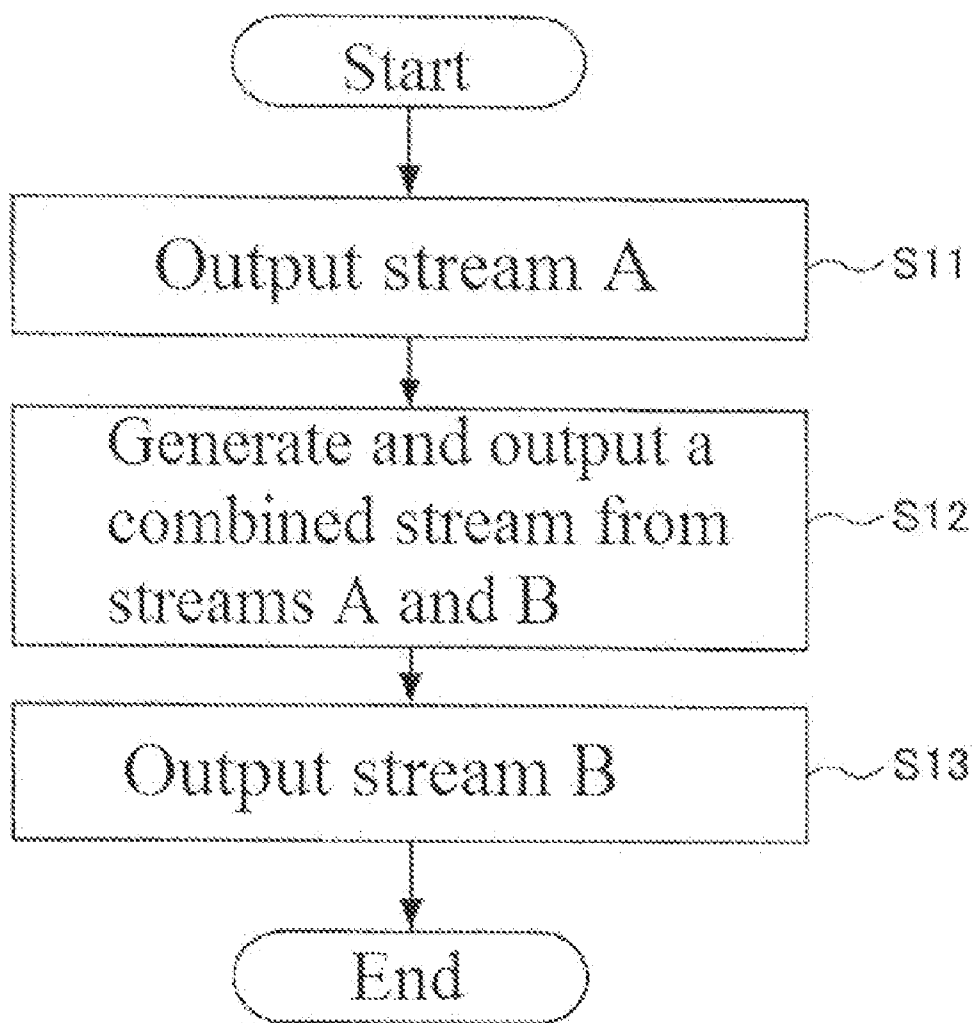 Start
Output stream A
S11
Generate and output a
combined stream from
streams A and B
S12
Output stream B
S13
End